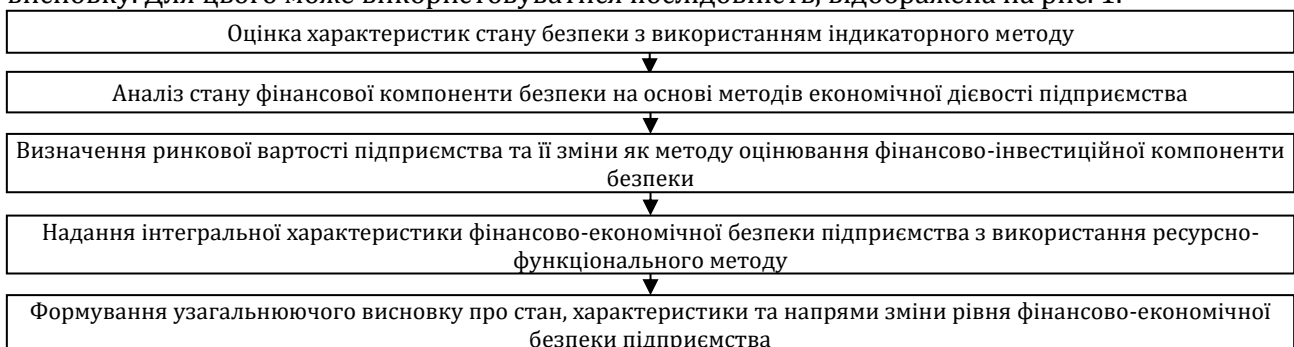 висновку. Для цього може використовуватися послідовність, відображена на рис. 1.
Оцінка характеристик стану безпеки з використанням індикаторного методу
Аналіз стану фінансової компоненти безпеки на основі методів економічної дієвості підприємства
Визначення ринкової вартості підприємства та її зміни як методу оцінювання фінансово-інвестиційної компоненти
безпеки
Надання інтегральної характеристики фінансово-економічної безпеки підприємства з використання ресурсно-
функціонального методу
Формування узагальнюючого висновку про стан, характеристики та напрями зміни рівня фінансово-економічної
безпеки підприємства